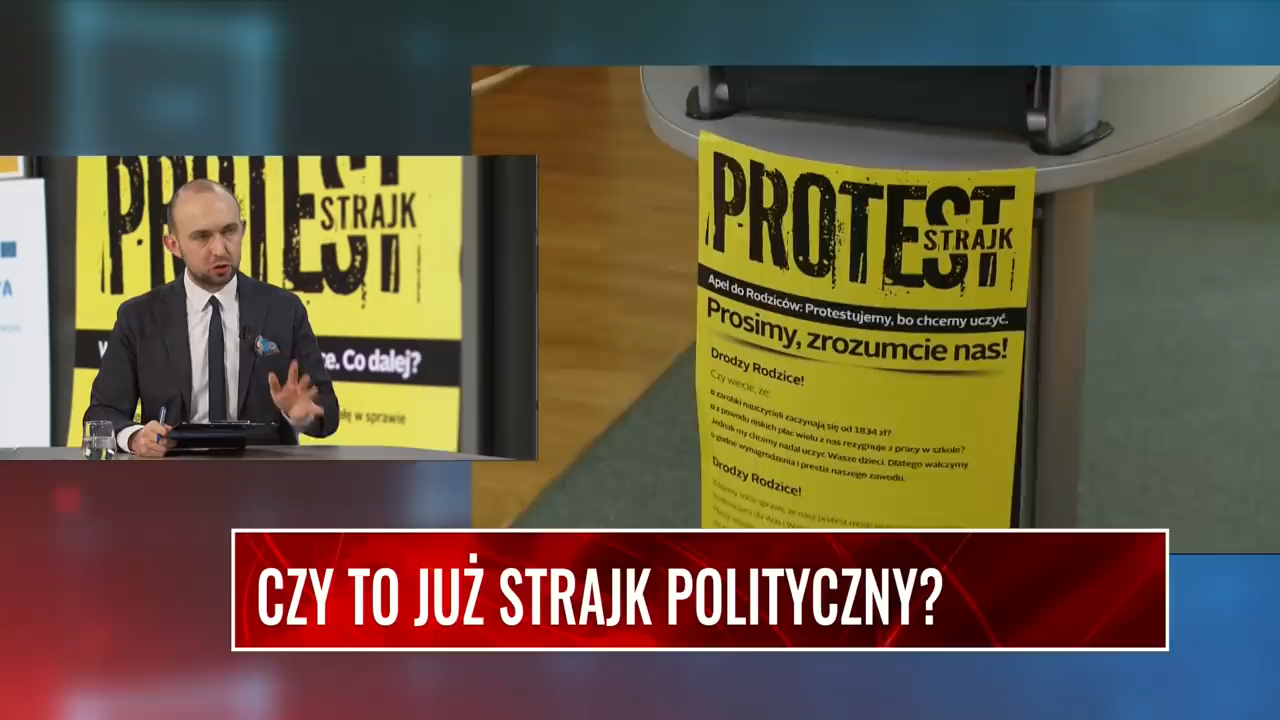 PROTEST
STRAJK
e. Co dalej?
w sprawie
PROTEST
STRAJK
Apel do Rodziców: Protestujemy, bo chcemy uczyć.
Prosimy, zrozumcie nas!
Drodzy Rodzice!
Czy wiecie, że:
o zarobki nauczycieli zaczynają się od 1834 zł?
o z powodu niskich płac wielu z nas rezygnuje z pracy w szkole?
Jednak my chcemy nadal uczyć Wasze dzieci. Dlatego walczymy
o godne wynagrodzenia i prestiż naszego zawodu.
Drodzy Rodzice!
CZY TO JUŻ STRAJK POLITYCZNY?